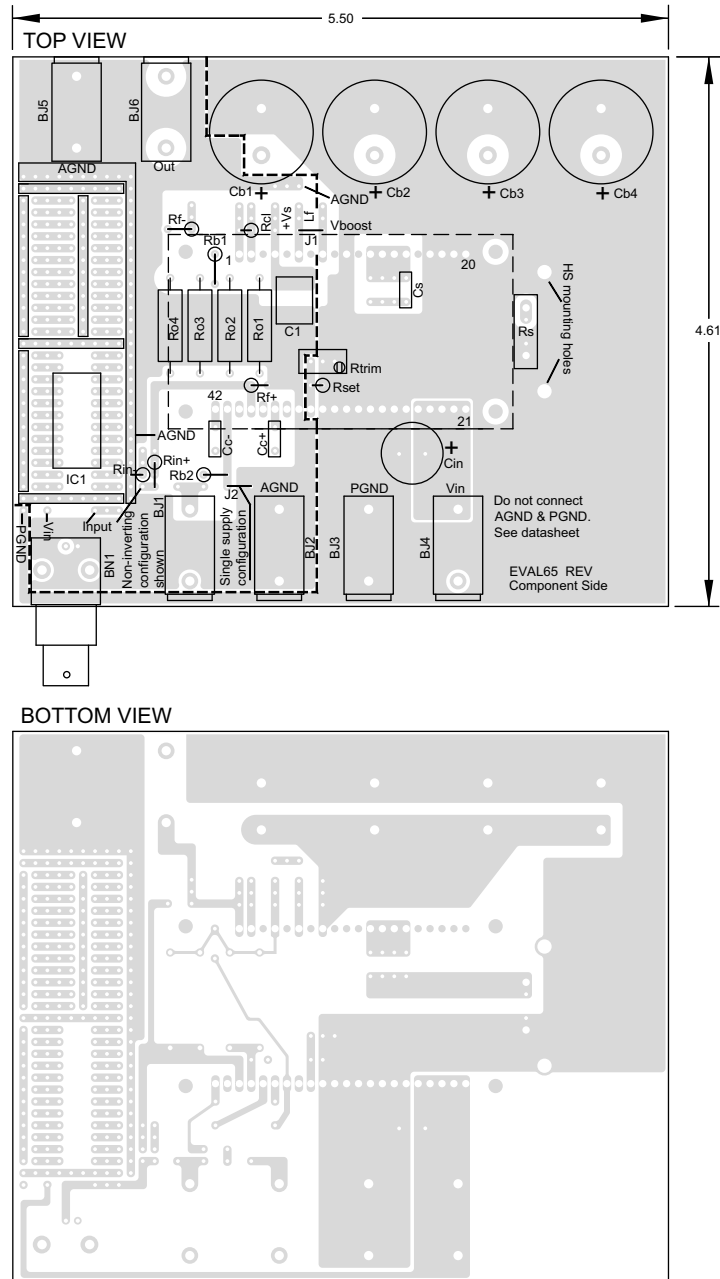 5.50
TOP VIEW
4.61
BJ5
BJ6
AGND
Out
Cb1
+
+ Cb2
+ Cb3
+ Cb4
AGND
Rf-
Rcl
+Vs
Lf
Vboost
J1
Rb1
1
20
Cs
HS mounting holes
Ro4
Ro3
Ro2
Ro1
C1
Rs
Rtrim
Rset
Rf+
42
21
AGND
Cc-
Cc+
+
Cin
IC1
Rin+
Rin-
Rb2
J2
AGND
PGND
Vin
Input
PGND
-Vin
BN1
Non-inverting
configuration
shown
BJ1
Single supply
configuration
BJ2
BJ3
BJ4
Do not connect
AGND & PGND.
See datasheet
EVAL65 REV
Component Side
BOTTOM VIEW